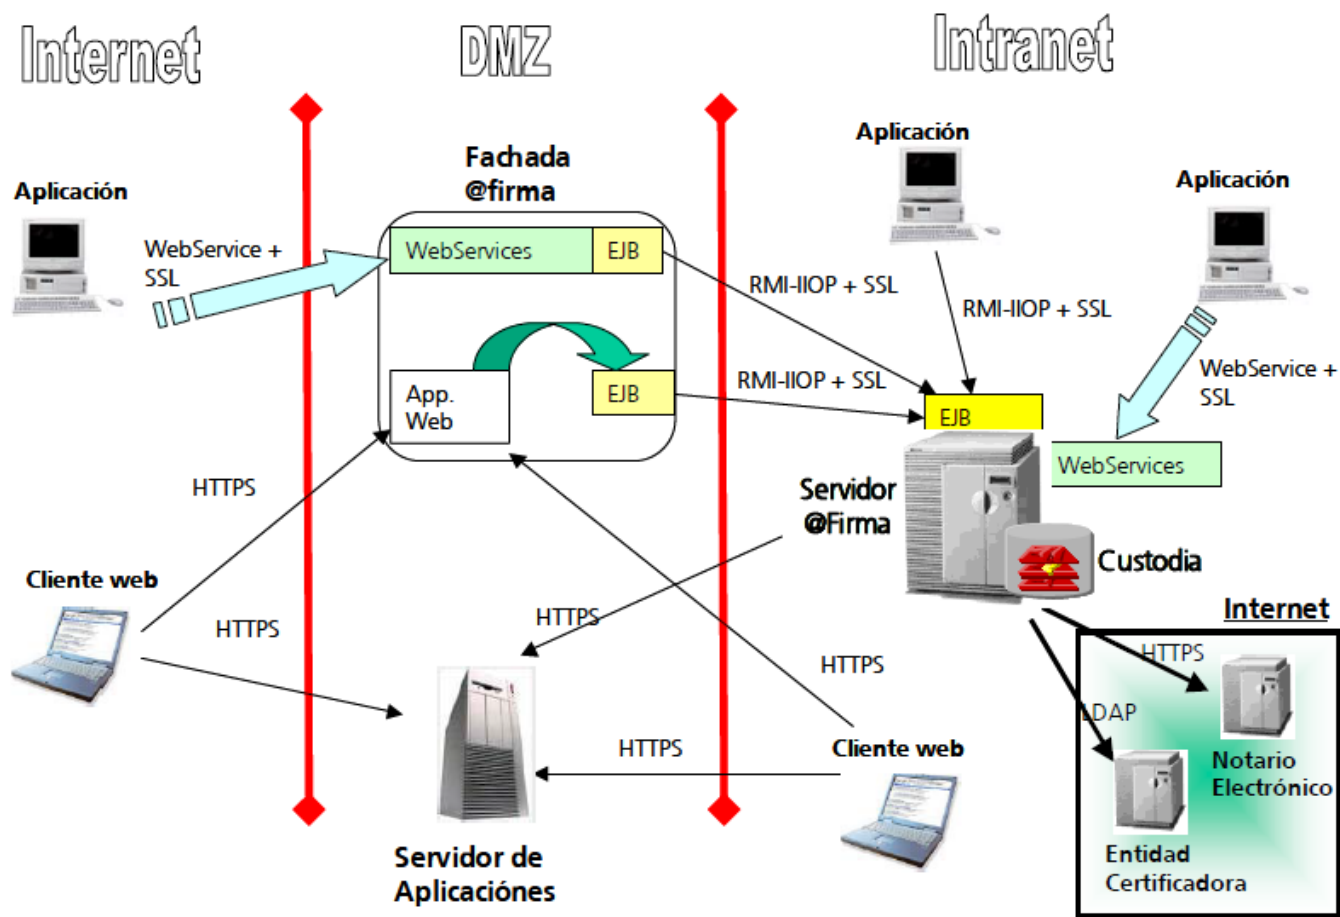 Internet
DMZ
Intranet
Aplicación
Fachada
@firma
Aplicación
Aplicación
WebService +
SSL
WebServices
EJB
RMI-IIOP + SSL
RMI-IIOP + SSL
WebService +
SSL
App.
Web
EJB
RMI-IIOP + SSL
EJB
WebServices
HTTPS
Servidor
@Firma
Custodia
Cliente web
HTTPS
HTTPS
HTTPS
Internet
HTTPS
LDAP
HTTPS
Cliente web
Notario
Electrónico
Servidor de
Aplicaciónes
Entidad
Certificadora